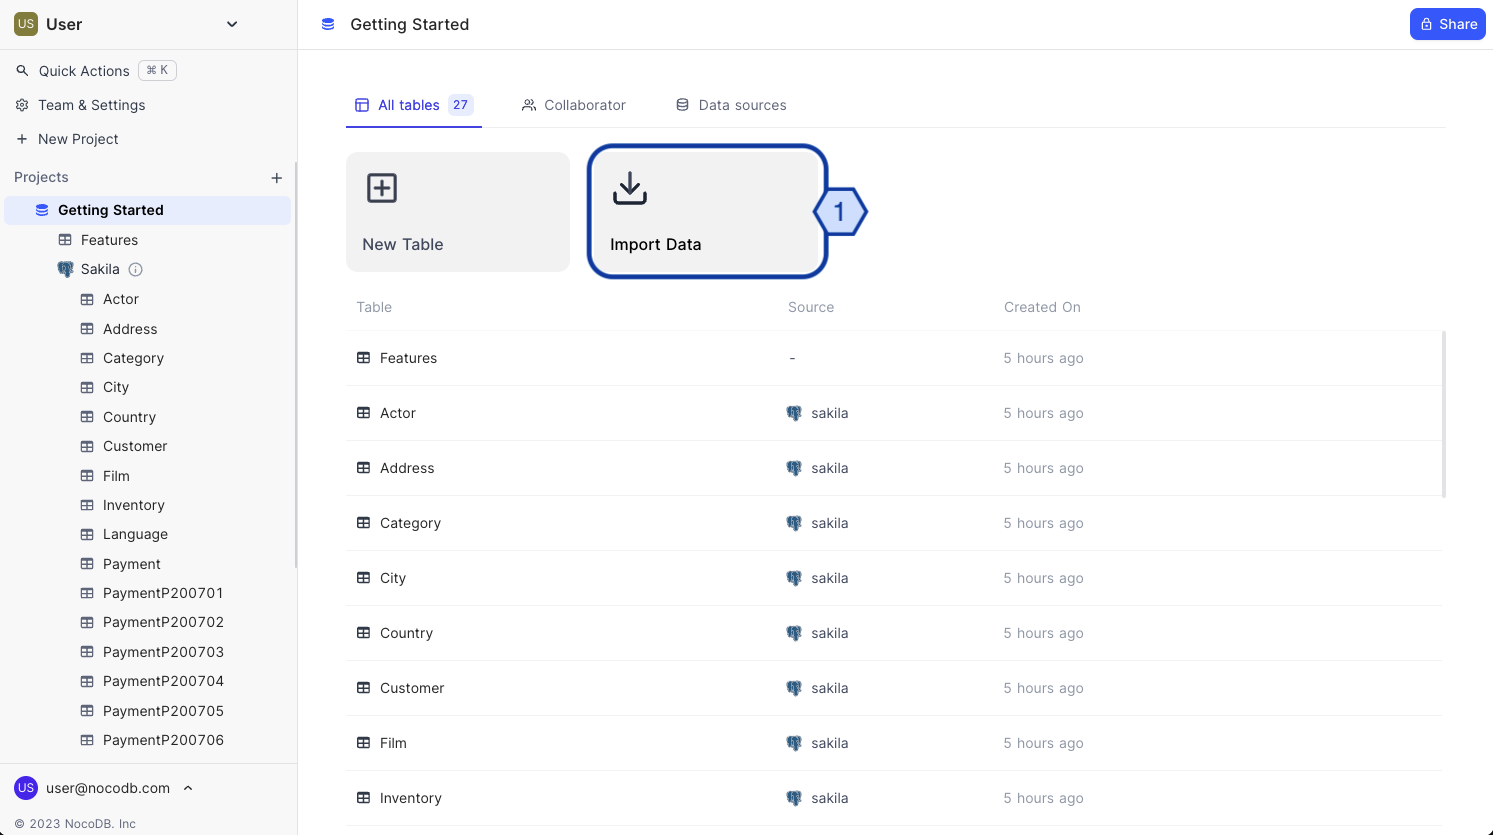 US User
Quick Actions ⌘ K
Team & Settings
New Project
Projects
Getting Started
Features
Sakila
Actor
Address
Category
City
Country
Customer
Film
Inventory
Language
Payment
PaymentP200701
PaymentP200702
PaymentP200703
PaymentP200704
PaymentP200705
PaymentP200706
US user@nocodb.com
© 2023 NocoDB. Inc
Getting Started
Share
All tables 27 Collaborator Data sources
New Table
Import Data
1
Table Source Created On
Features - 5 hours ago
Actor sakila 5 hours ago
Address sakila 5 hours ago
Category sakila 5 hours ago
City sakila 5 hours ago
Country sakila 5 hours ago
Customer sakila 5 hours ago
Film sakila 5 hours ago
Inventory sakila 5 hours ago